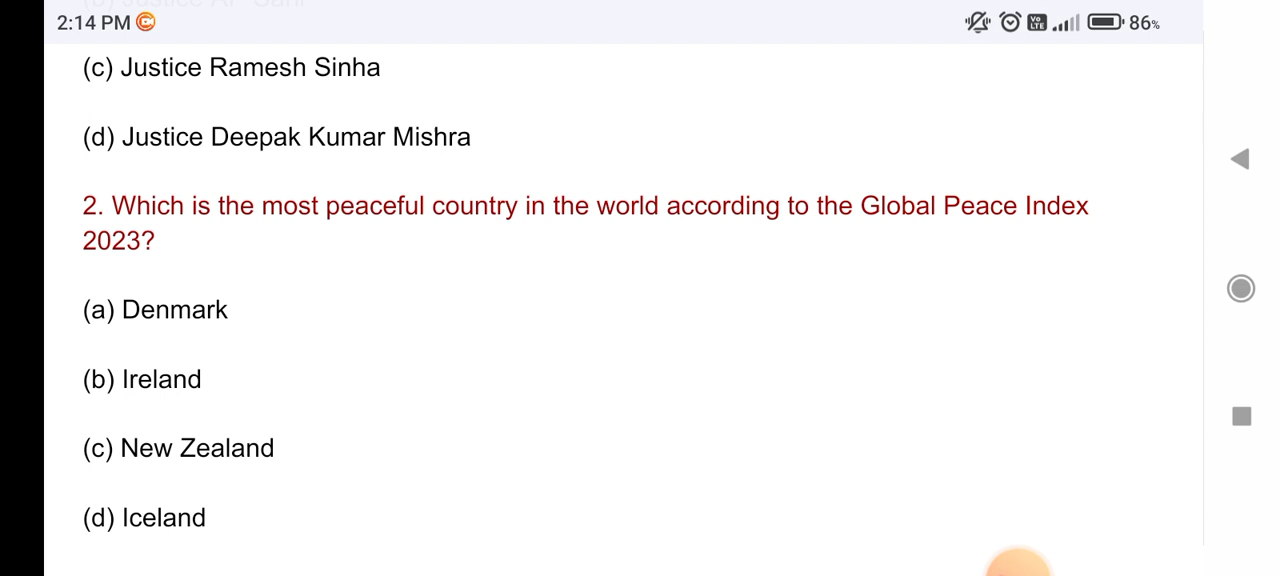 2:14 PM
86%
(c) Justice Ramesh Sinha
(d) Justice Deepak Kumar Mishra
2. Which is the most peaceful country in the world according to the Global Peace Index
2023?
(a) Denmark
(b) Ireland
(c) New Zealand
(d) Iceland